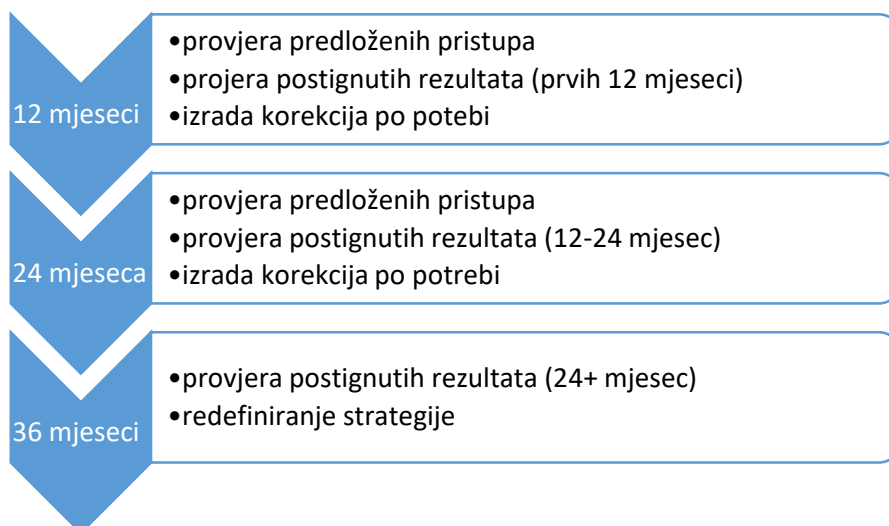 12 mjeseci
•provjera predloženih pristupa
•projera postignutih rezultata (prvih 12 mjeseci)
•izrada korekcija po potebi
24 mjeseca
•provjera predloženih pristupa
•provjera postignutih rezultata (12-24 mjesec)
•izrada korekcija po potrebi
36 mjeseci
•provjera postignutih rezultata (24+ mjesec)
•redefiniranje strategije